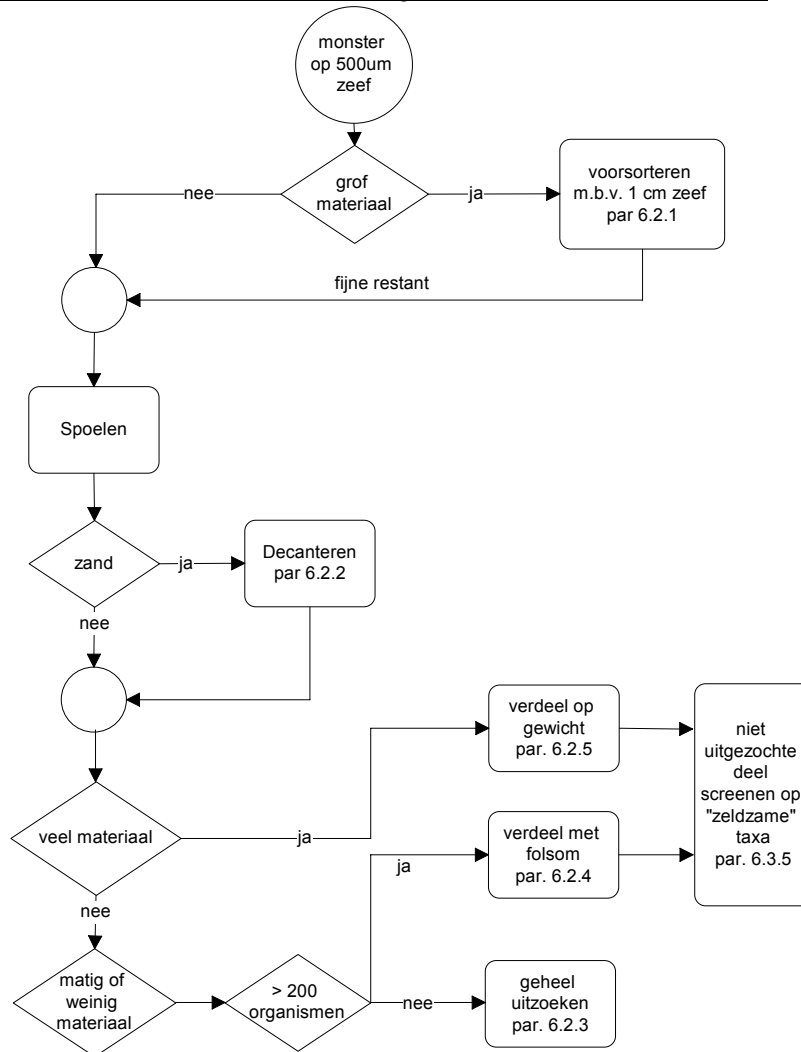 monster
op 500um
zeef
grof
materiaal
nee
ja
voorsorteren
m.b.v. 1 cm zeef
par 6.2.1
fijne restant
Spoelen
zand
ja
Decanteren
par 6.2.2
nee
verdeel op
gewicht
par. 6.2.5
niet
uitgezochte
deel
screenen op
"zeldzame"
taxa
par. 6.3.5
veel materiaal
ja
verdeel met
folsom
par. 6.2.4
ja
nee
matig of
weinig
materiaal
> 200
organismen
nee
geheel
uitzoeken
par. 6.2.3